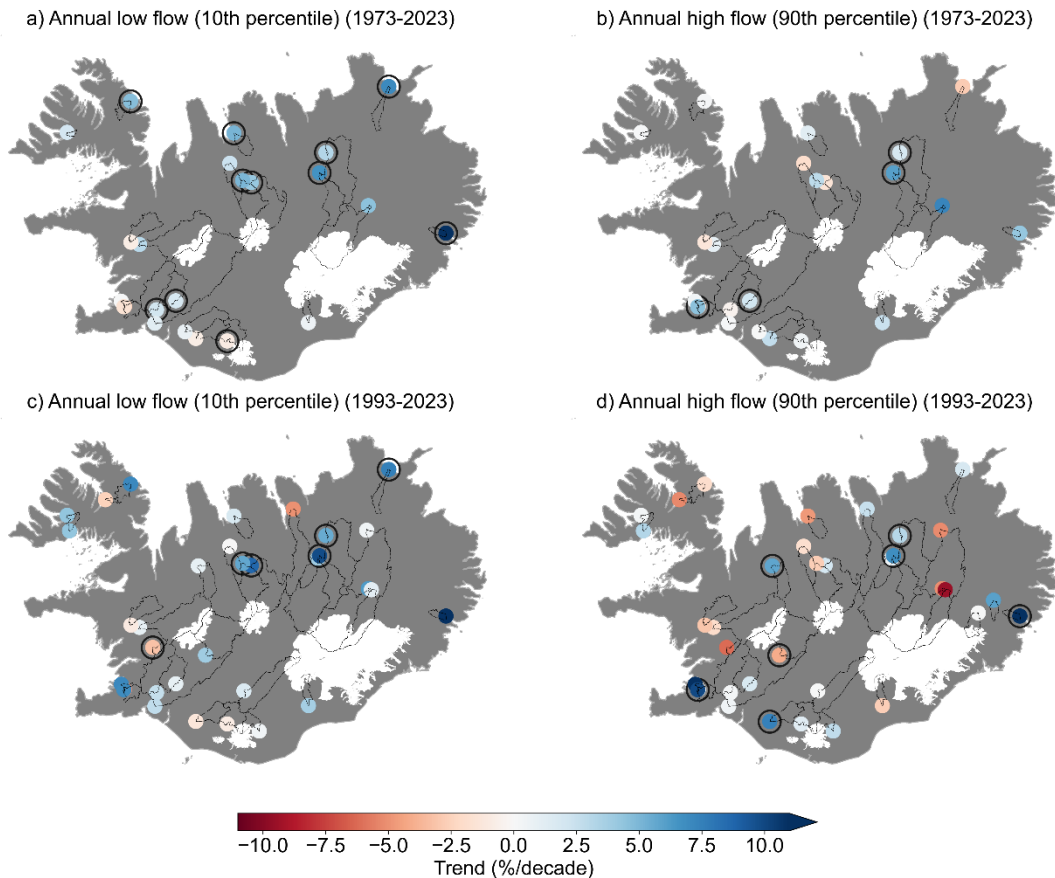 a) Annual low flow (10th percentile) (1973-2023)
b) Annual high flow (90th percentile) (1973-2023)
c) Annual low flow (10th percentile) (1993-2023)
d) Annual high flow (90th percentile) (1993-2023)
−10.0 −7.5 −5.0 −2.5 0.0 2.5 5.0 7.5 10.0
Trend (%/decade)